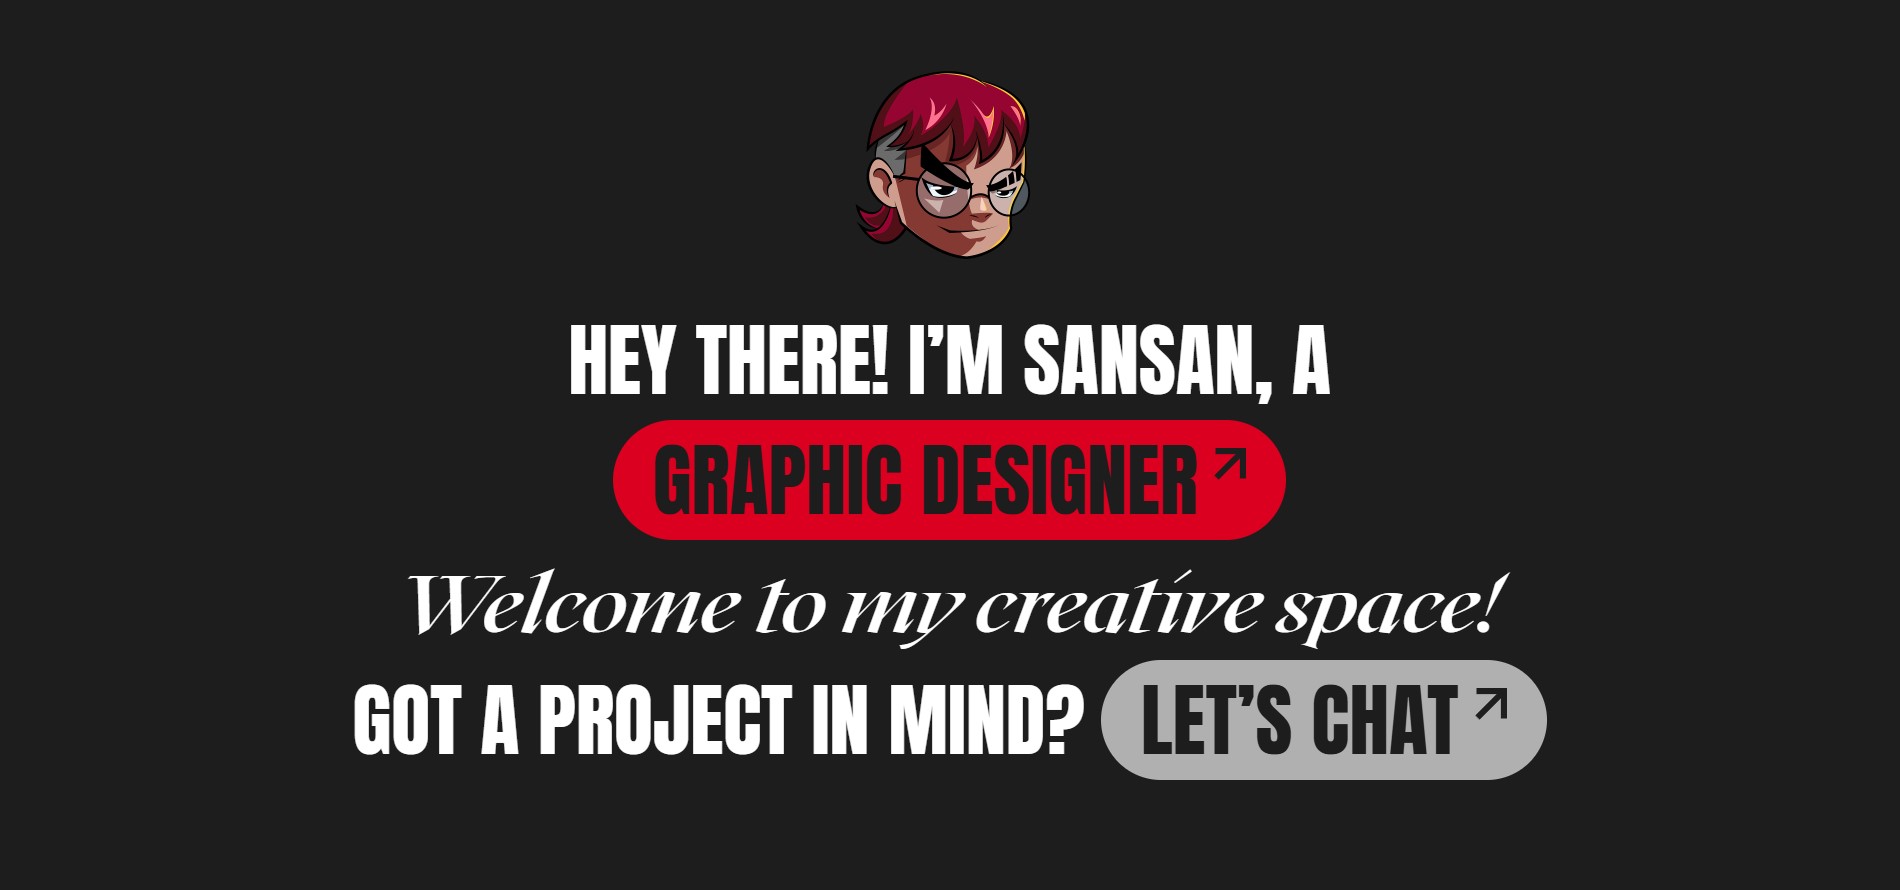 HEY THERE! I’M SANSAN, A
GRAPHIC DESIGNER
Welcome to my creative space!
GOT A PROJECT IN MIND? LET’S CHAT